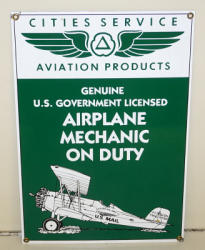 CITIES SERVICE
AVIATION PRODUCTS
GENUINE
U.S. GOVERNMENT LICENSED
AIRPLANE
MECHANIC
ON DUTY
U.S. MAIL